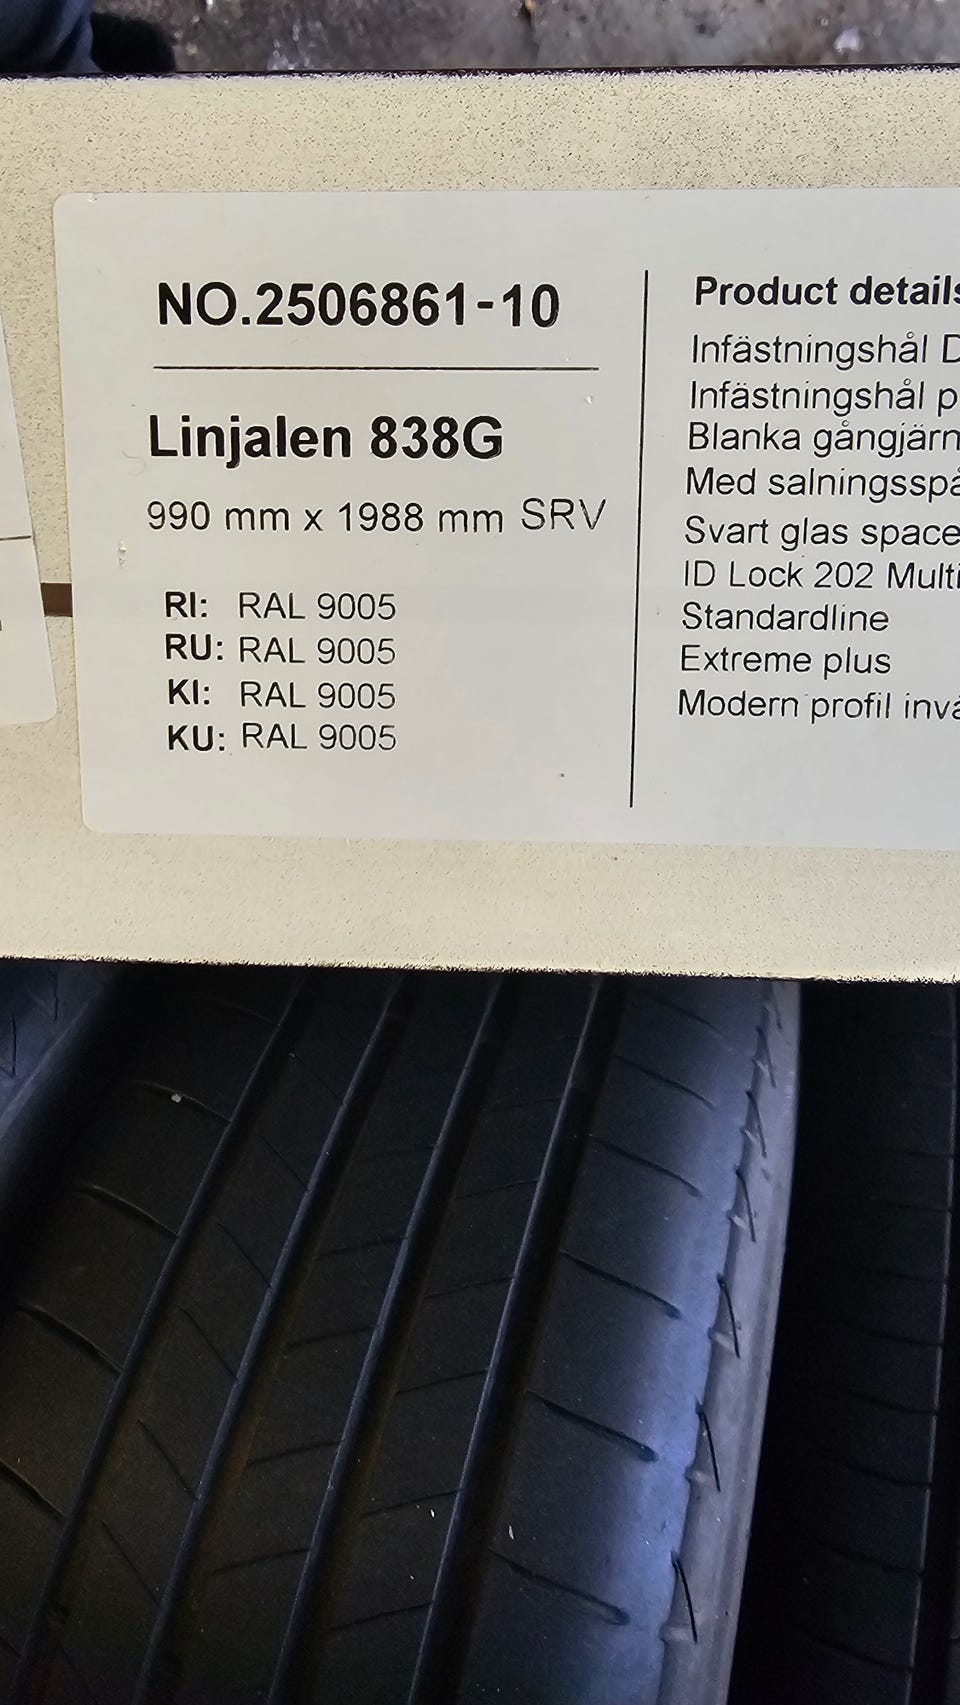 NO.2506861-10
Linjalen 838G
990 mm x 1988 mm SRV
RI: RAL 9005
RU: RAL 9005
KI: RAL 9005
KU: RAL 9005
Product details
Infästningshål D
Infästningshål p
Blanka gångjärn
Med salningsspå
Svart glas space
ID Lock 202 Multi
Standardline
Extreme plus
Modern profil invä